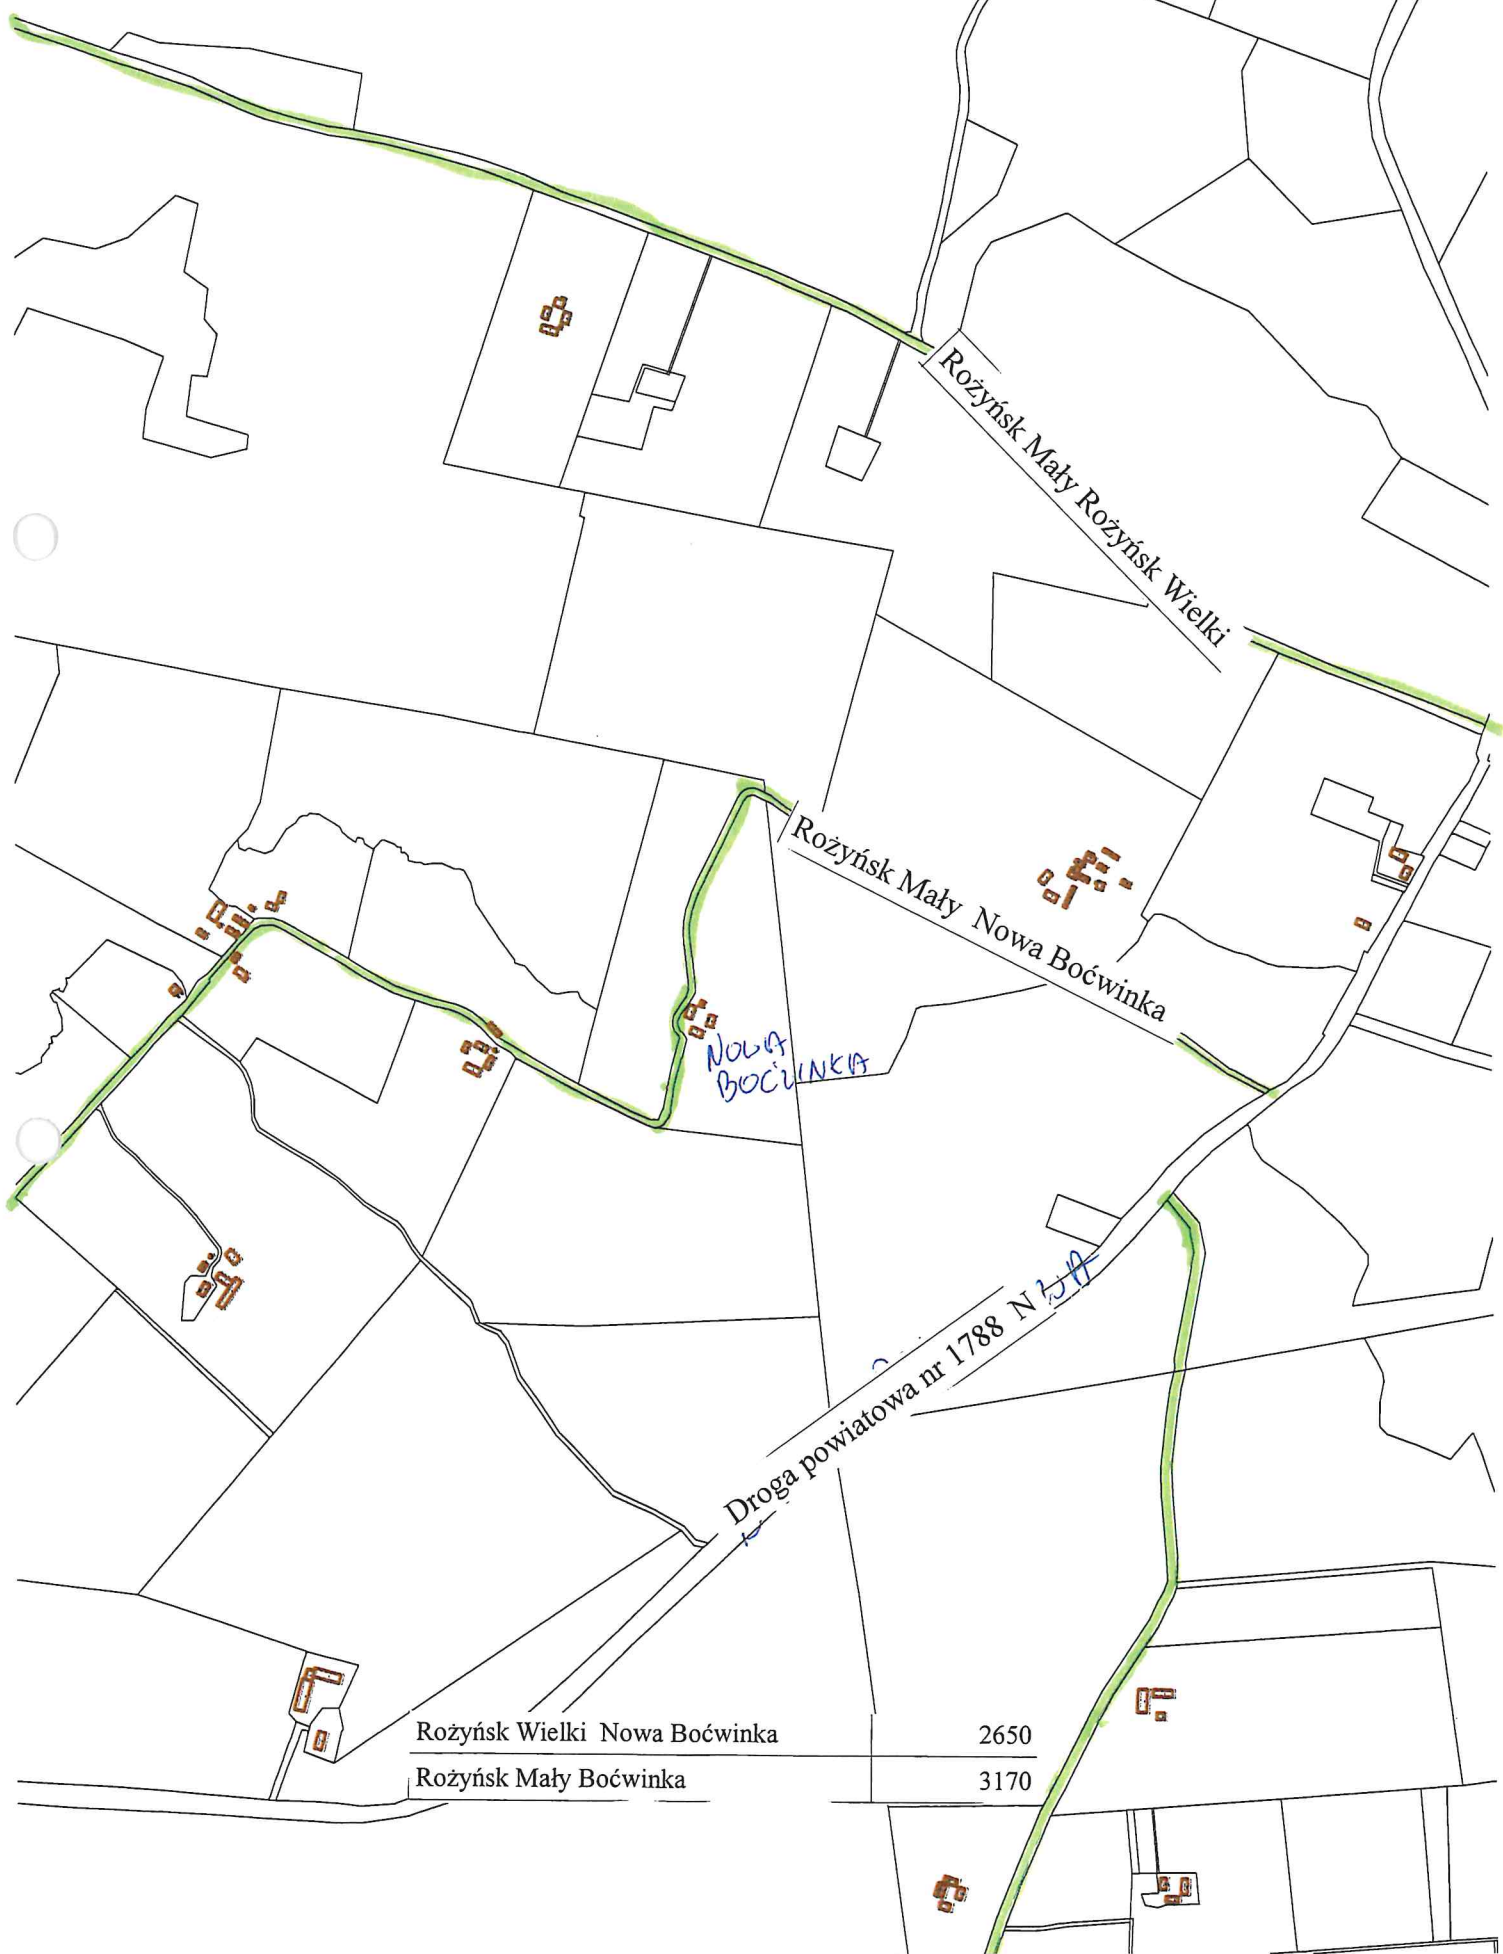 Rożyńsk Mały Rożyńsk Wielki
Rożyńsk Mały  Nowa Boćwinka
NOWA
BOĆWINKA
Droga powiatowa nr 1788 N
Rożyńsk Wielki  Nowa Boćwinka 2650
Rożyńsk Mały Boćwinka 3170